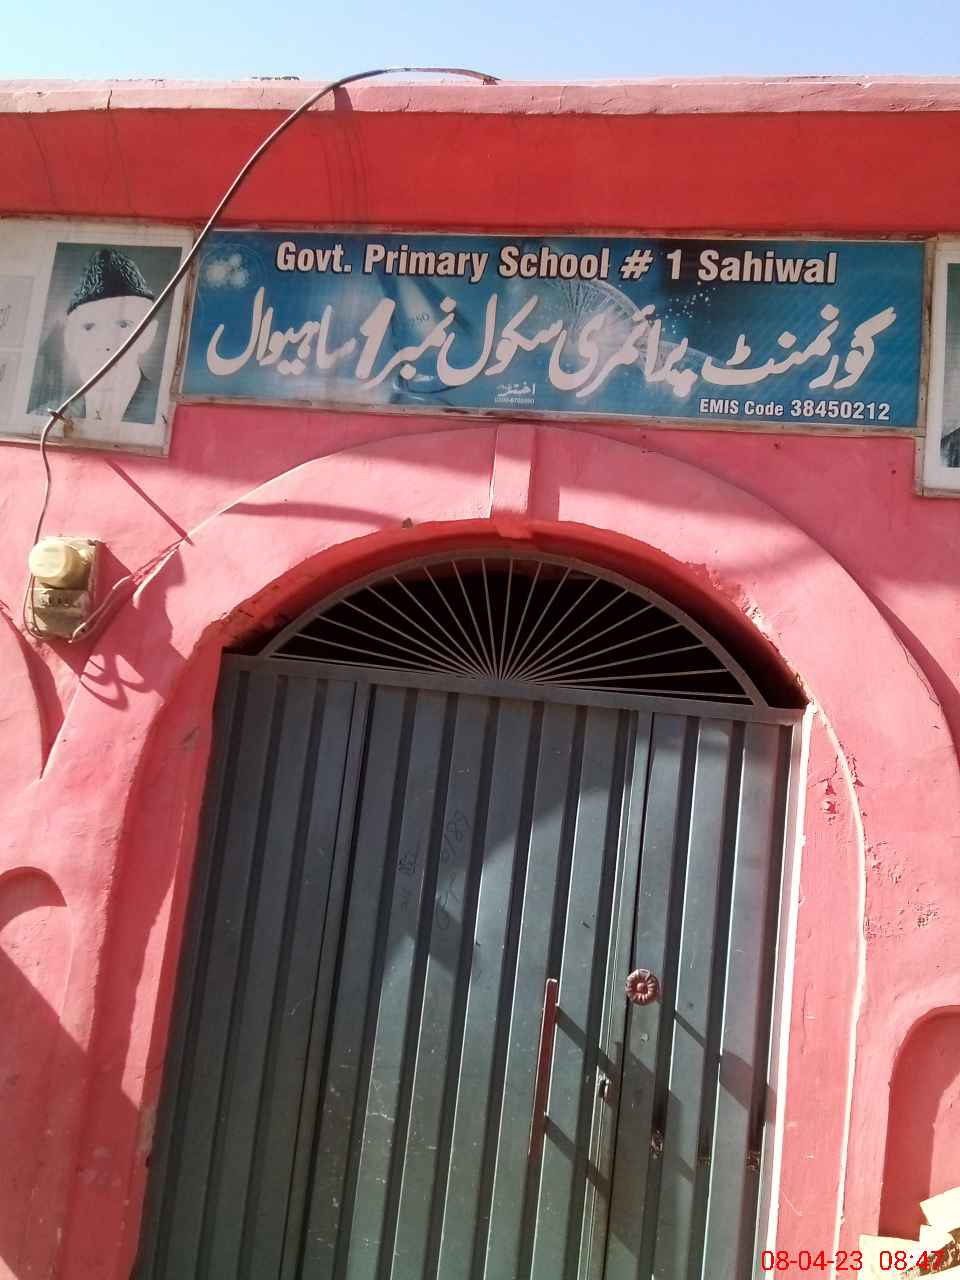 Govt. Primary School # 1 Sahiwal
گورنمنٹ پرائمری سکول نمبر 1 ساہیوال
اختر
EMIS Code 38450212
08-04-23 08:47